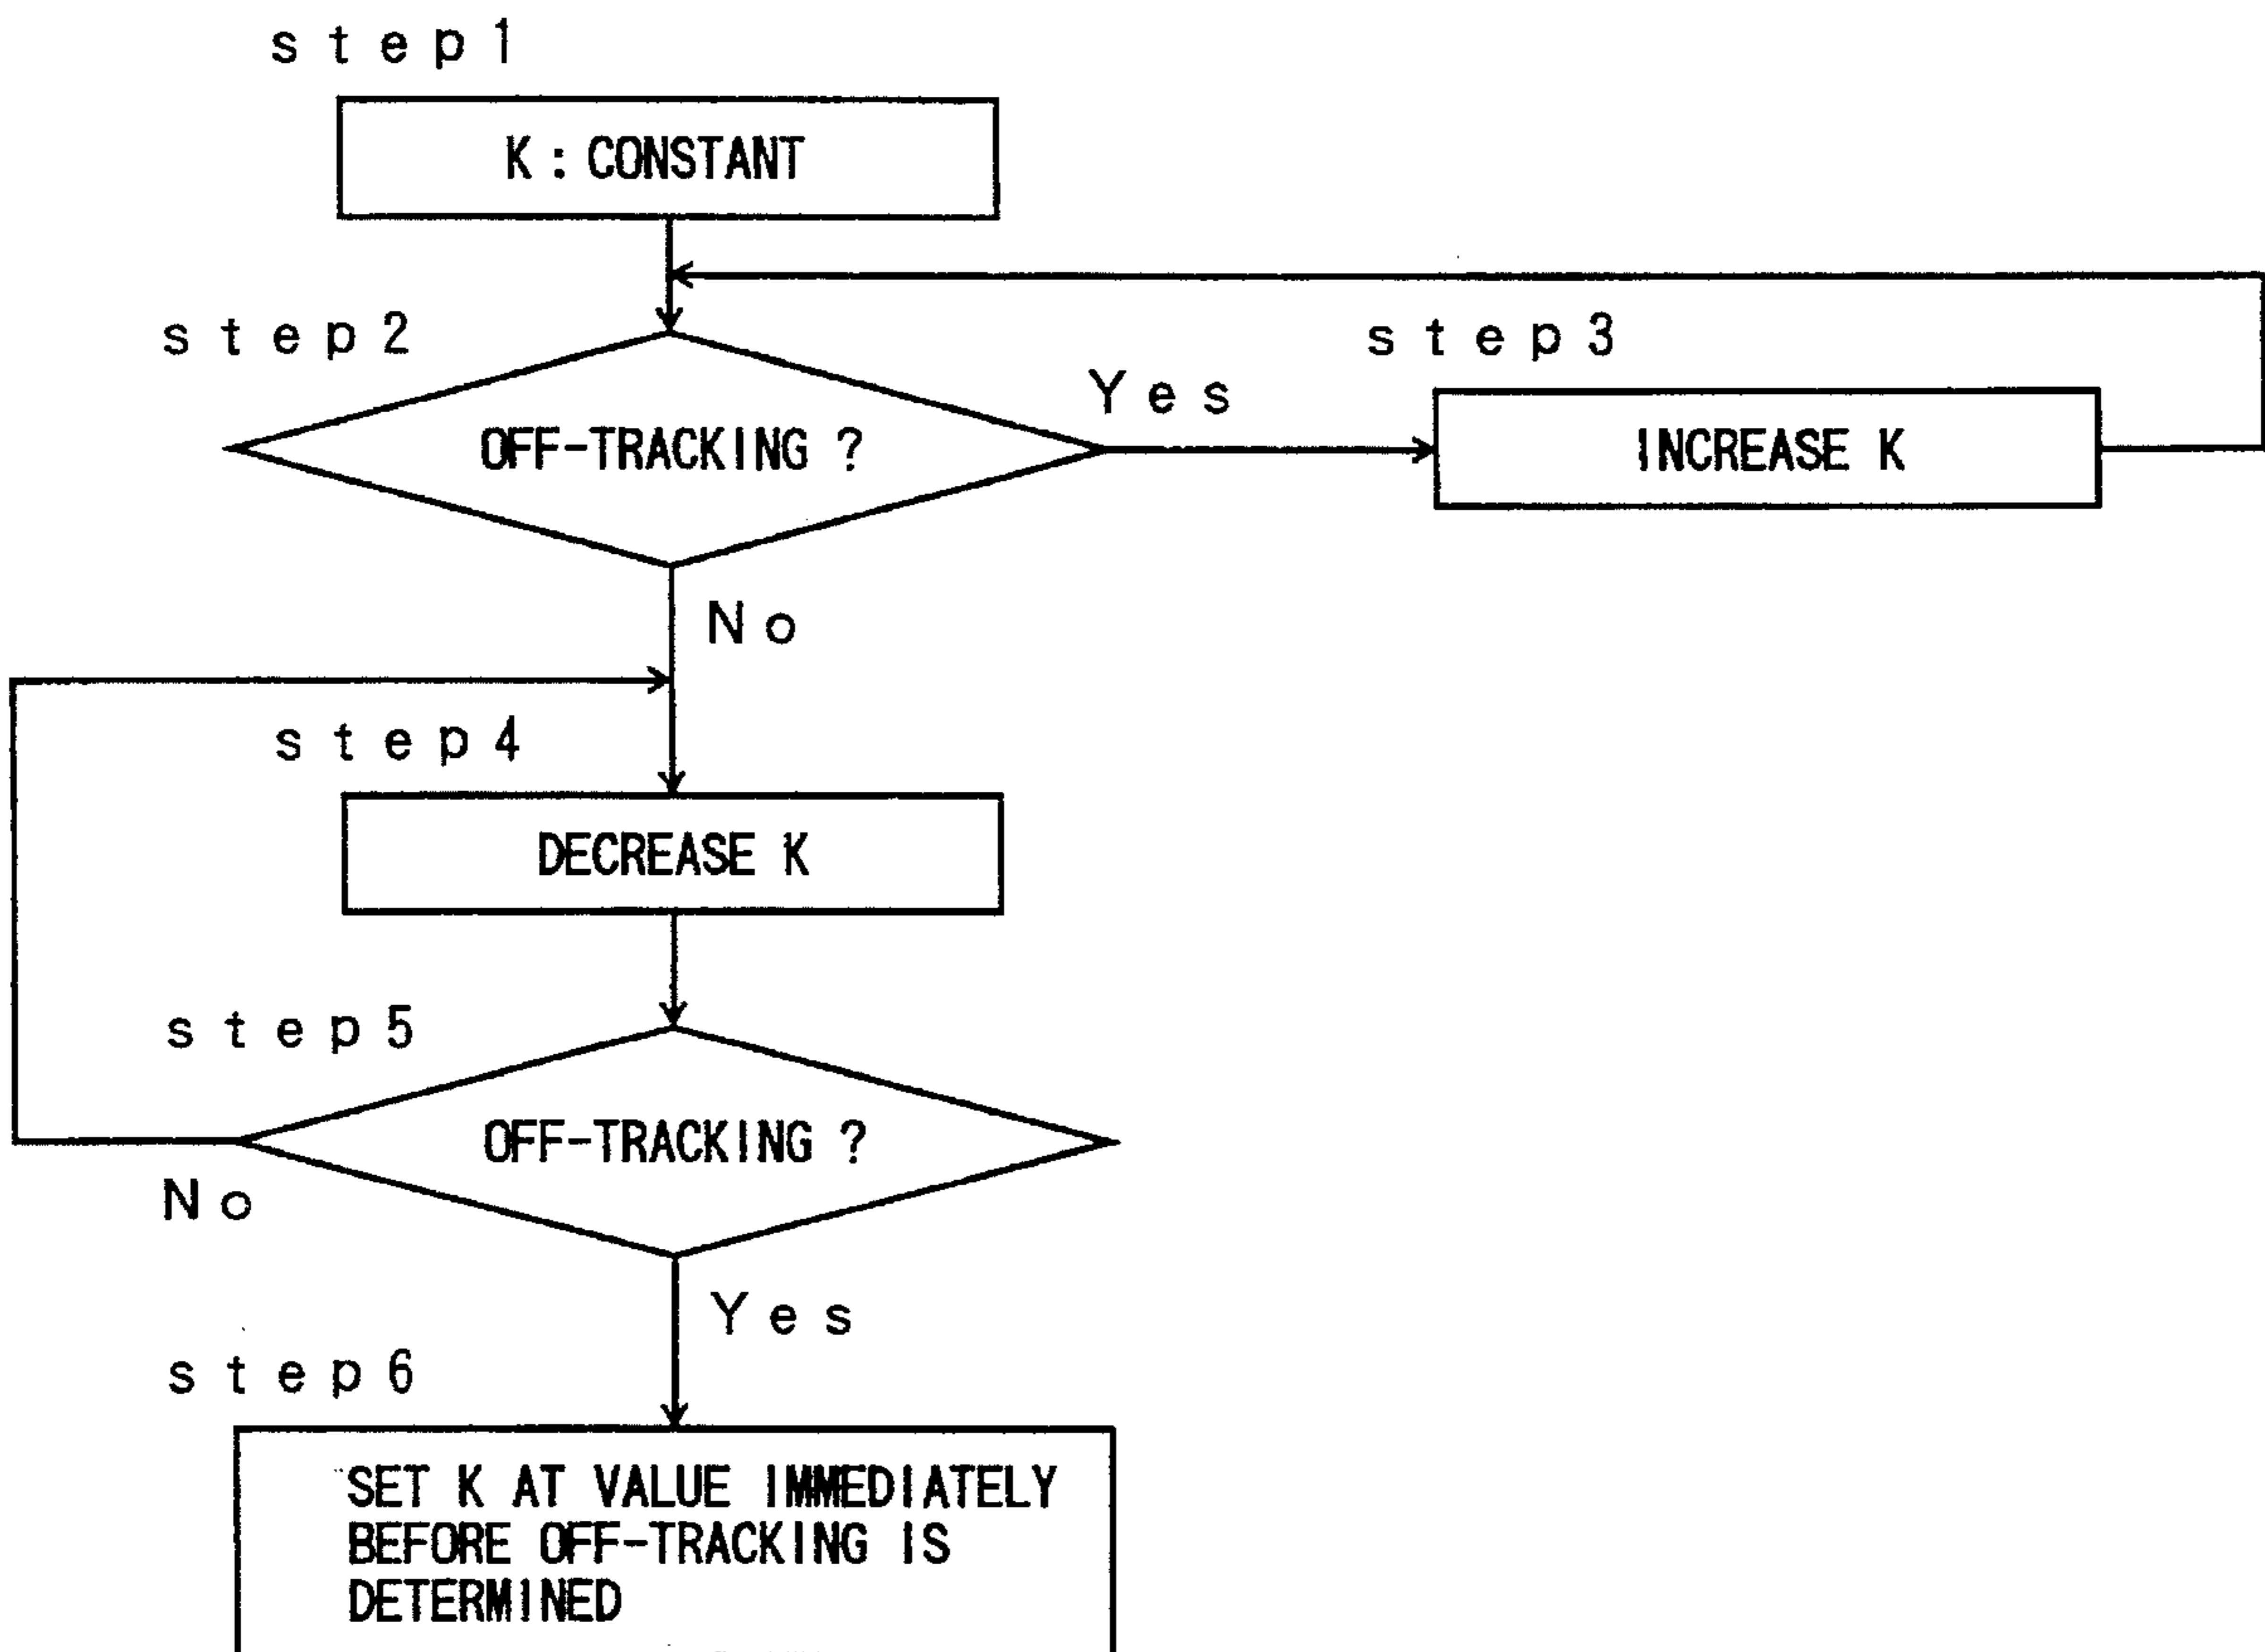 step1
K:CONSTANT
step2
OFF-TRACKING ?
Yes
step3
INCREASE K
No
step4
DECREASE K
step5
OFF-TRACKING ?
No
Yes
step6
SET K AT VALUE IMMEDIATELY
BEFORE OFF-TRACKING IS
DETERMINED